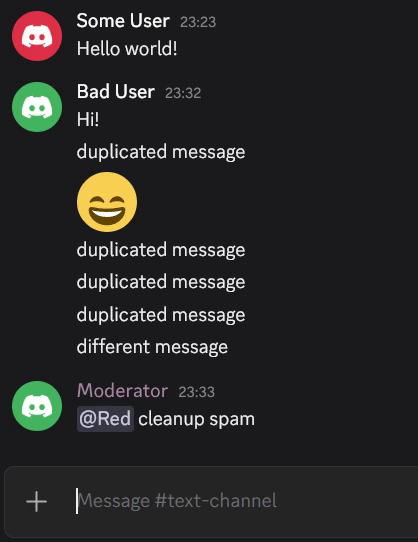 Some User 23:23
Hello world!
Bad User 23:32
Hi!
duplicated message
duplicated message
duplicated message
duplicated message
different message
Moderator 23:33
@Red cleanup spam
Message #text-channel